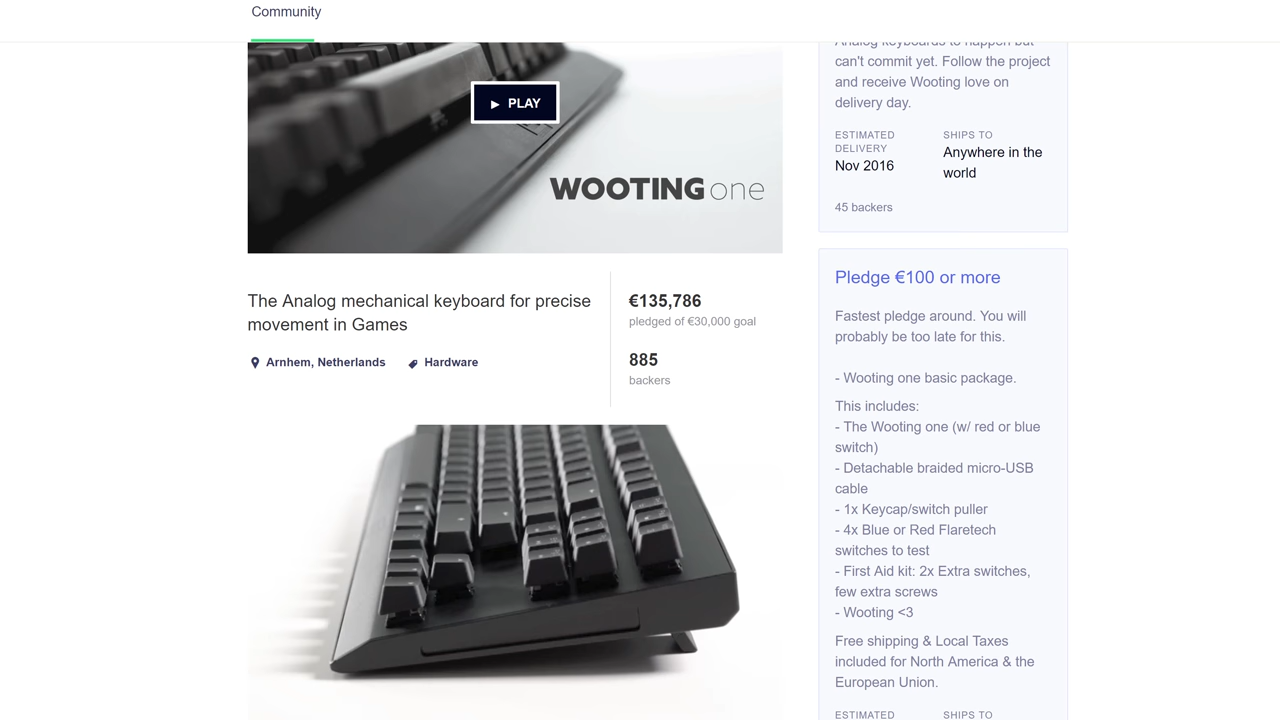 Community
▶ PLAY
WOOTING one
The Analog mechanical keyboard for precise
movement in Games
Arnhem, Netherlands
Hardware
€135,786
pledged of €30,000 goal
885
backers
Analog keyboards to happen but
can't commit yet. Follow the project
and receive Wooting love on
delivery day.
ESTIMATED
DELIVERY
Nov 2016
SHIPS TO
Anywhere in the
world
45 backers
Pledge €100 or more
Fastest pledge around. You will
probably be too late for this.
- Wooting one basic package.
This includes:
- The Wooting one (w/ red or blue
switch)
- Detachable braided micro-USB
cable
- 1x Keycap/switch puller
- 4x Blue or Red Flaretech
switches to test
- First Aid kit: 2x Extra switches,
few extra screws
- Wooting <3
Free shipping & Local Taxes
included for North America & the
European Union.
ESTIMATED
SHIPS TO